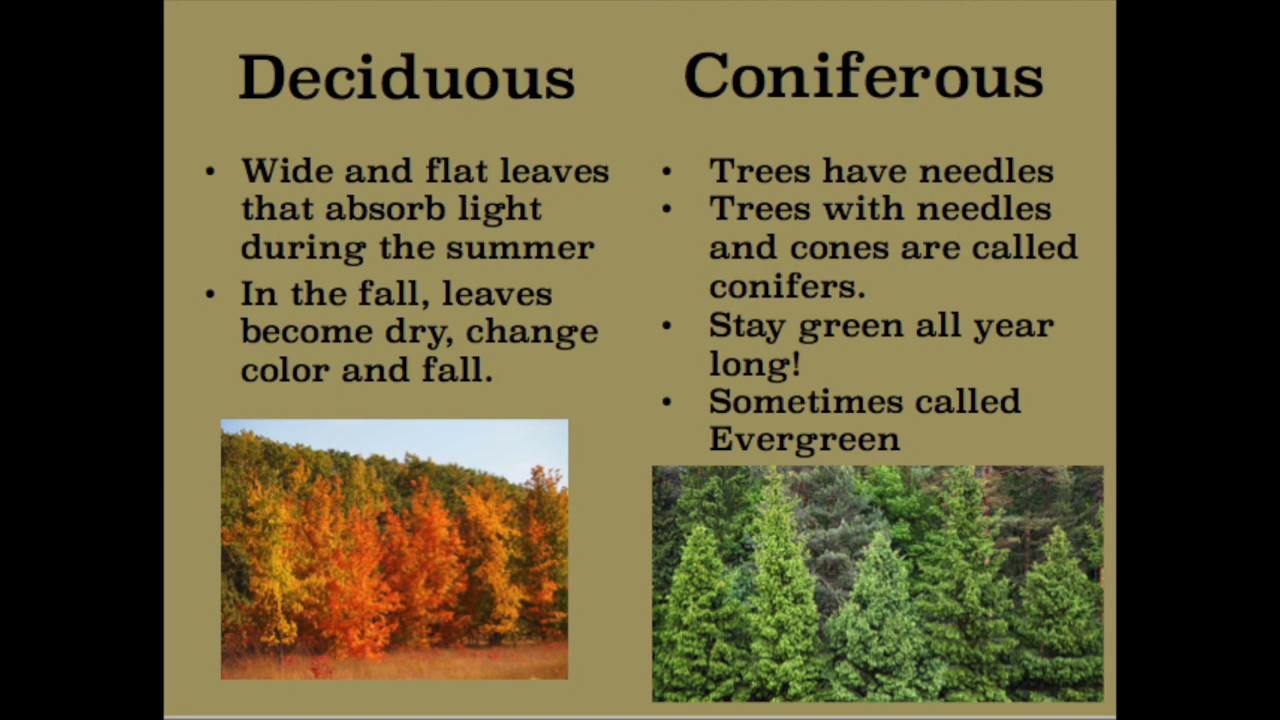 Deciduous
• Wide and flat leaves
that absorb light
during the summer
• In the fall, leaves
become dry, change
color and fall.
Coniferous
• Trees have needles
• Trees with needles
and cones are called
conifers.
• Stay green all year
long!
• Sometimes called
Evergreen